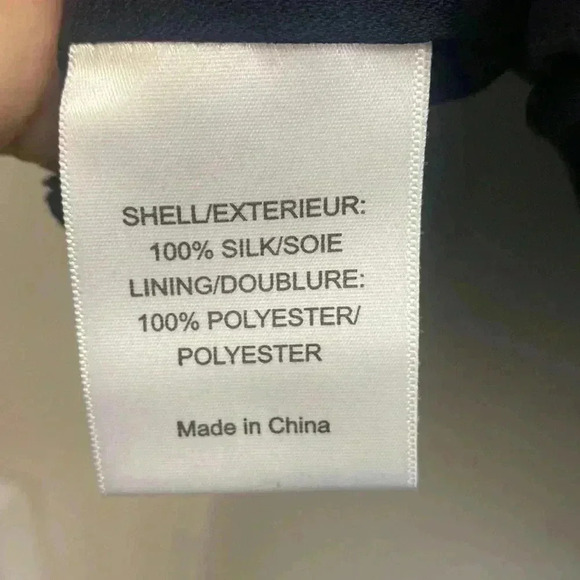 SHELL/EXTERIEUR:
100% SILK/SOIE
LINING/DOUBLURE:
100% POLYESTER/
POLYESTER
Made in China